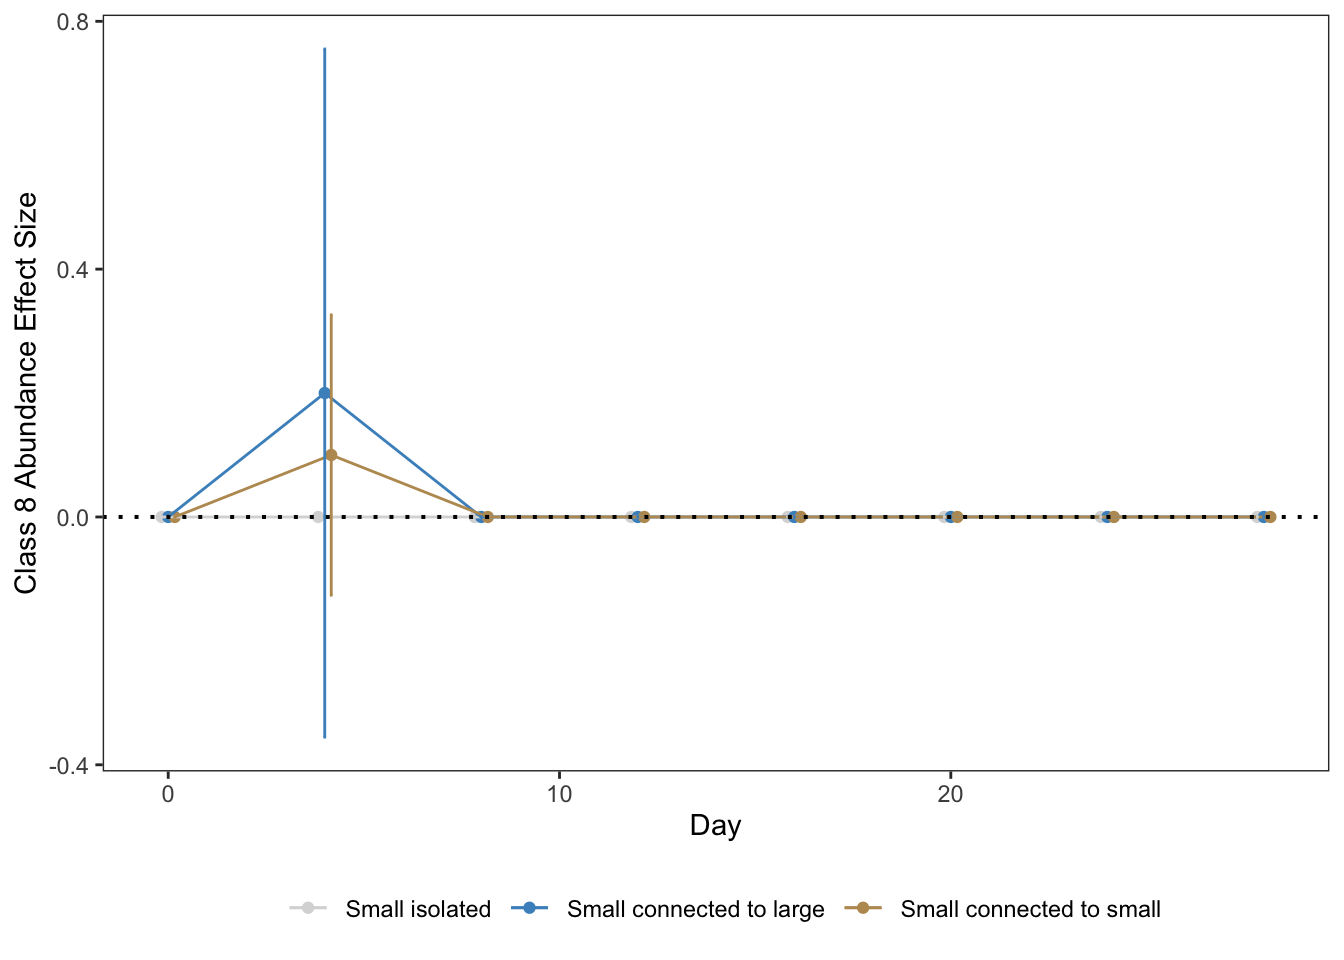 0.8
0.4
0.0
-0.4
Class 8 Abundance Effect Size
0
10
20
Day
Small isolated
Small connected to large
Small connected to small